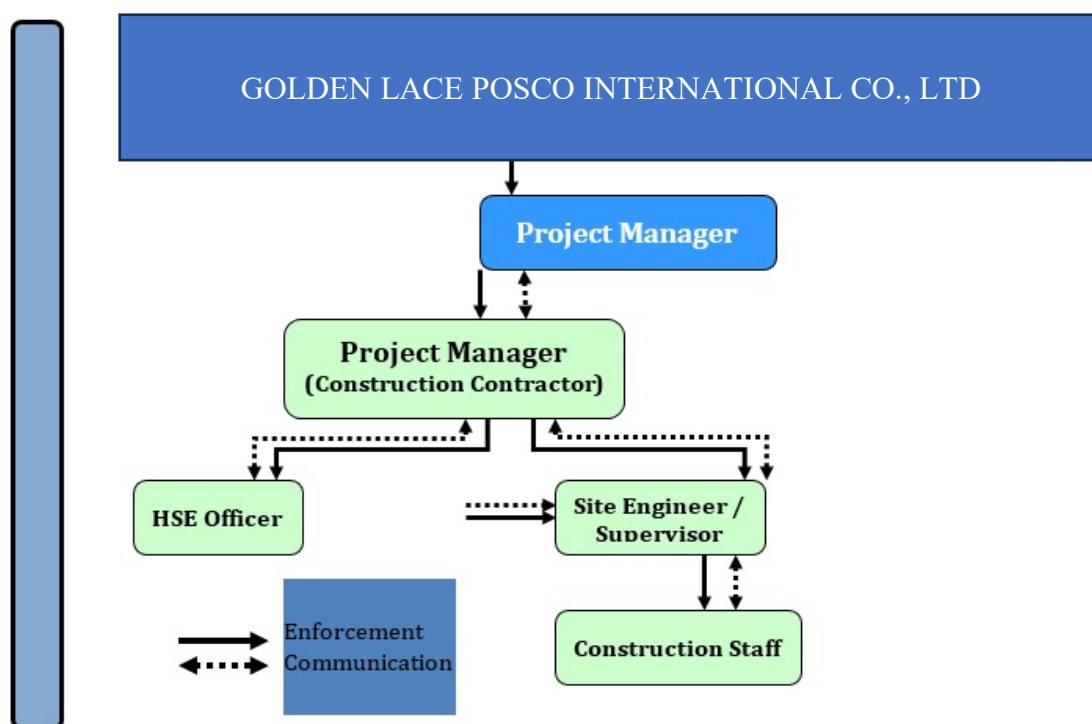 GOLDEN LACE POSCO INTERNATIONAL CO., LTD
Project Manager
Project Manager
(Construction Contractor)
HSE Officer
Site Engineer /
Supervisor
Enforcement
Communication
Construction Staff